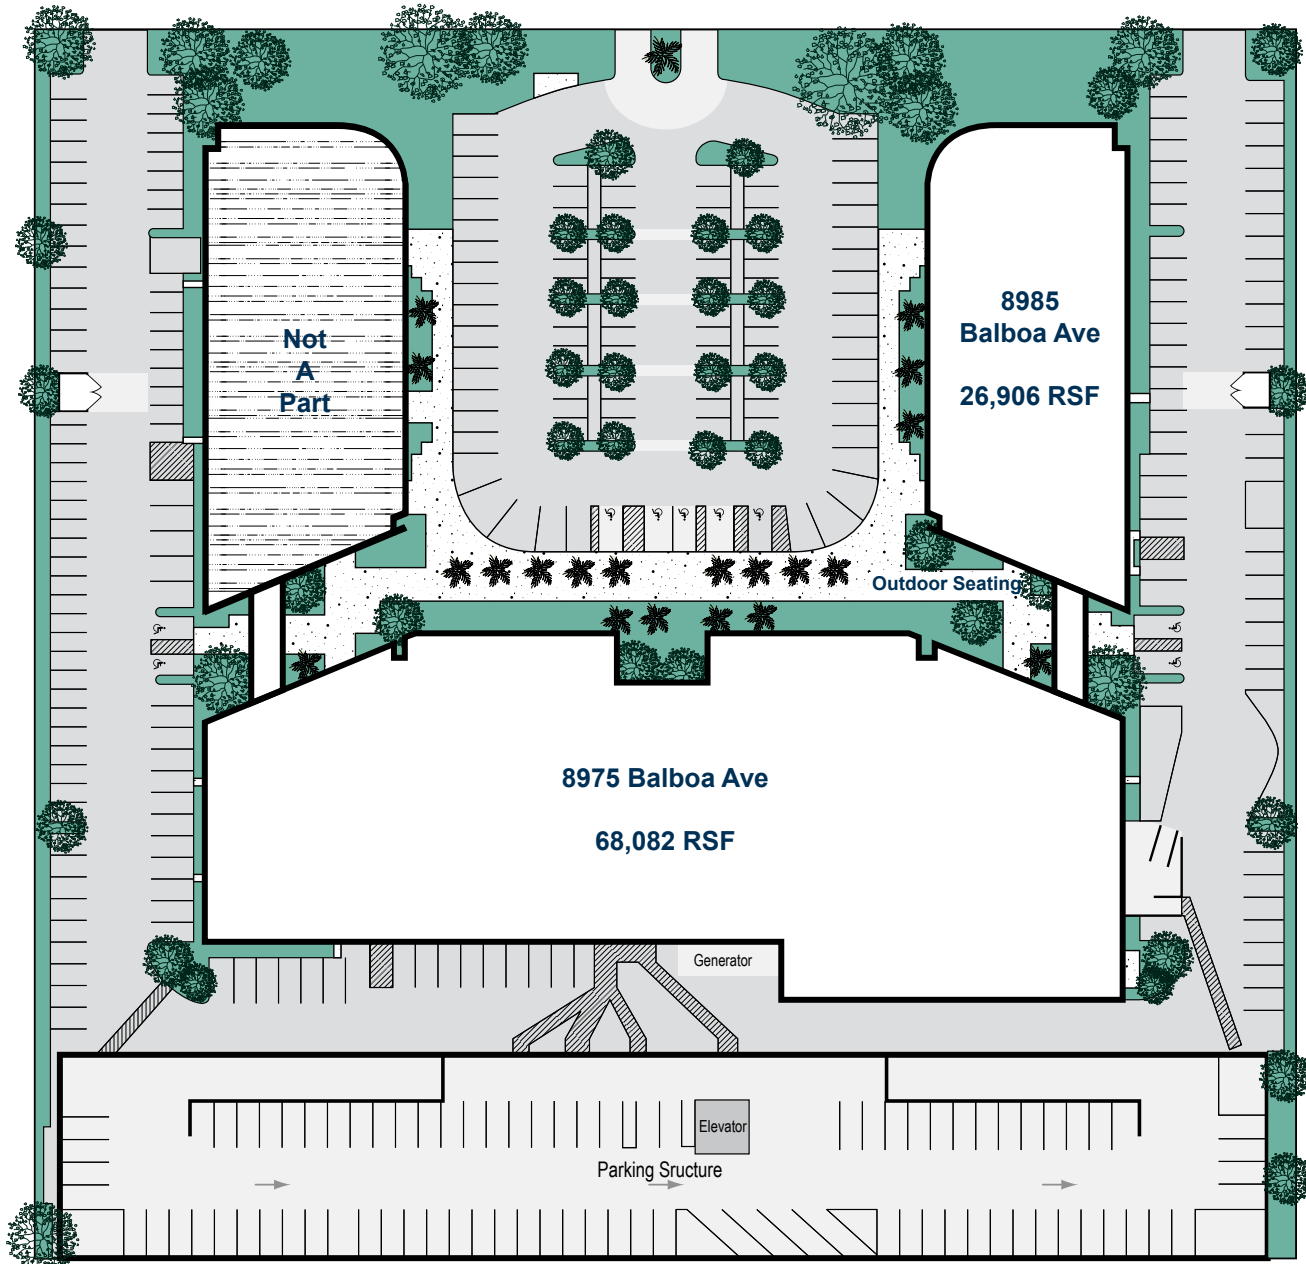 Not
A
Part
8985
Balboa Ave
26,906 RSF
Outdoor Seating
8975 Balboa Ave
68,082 RSF
Generator
Elevator
Parking Sructure